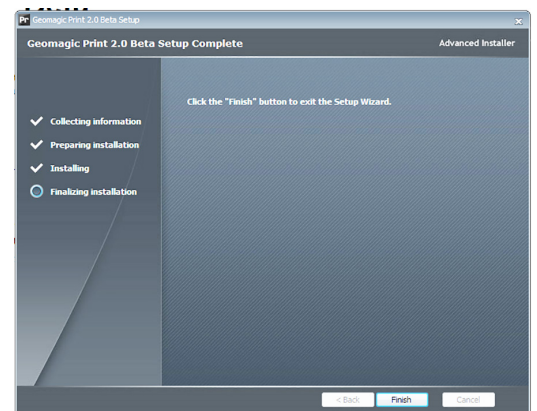 Pr Geomagic Print 2.0 Beta Setup
Geomagic Print 2.0 Beta Setup Complete
Advanced Installer
Click the "Finish" button to exit the Setup Wizard.
Collecting information
Preparing installation
Installing
Finalizing installation
< Back
Finish
Cancel